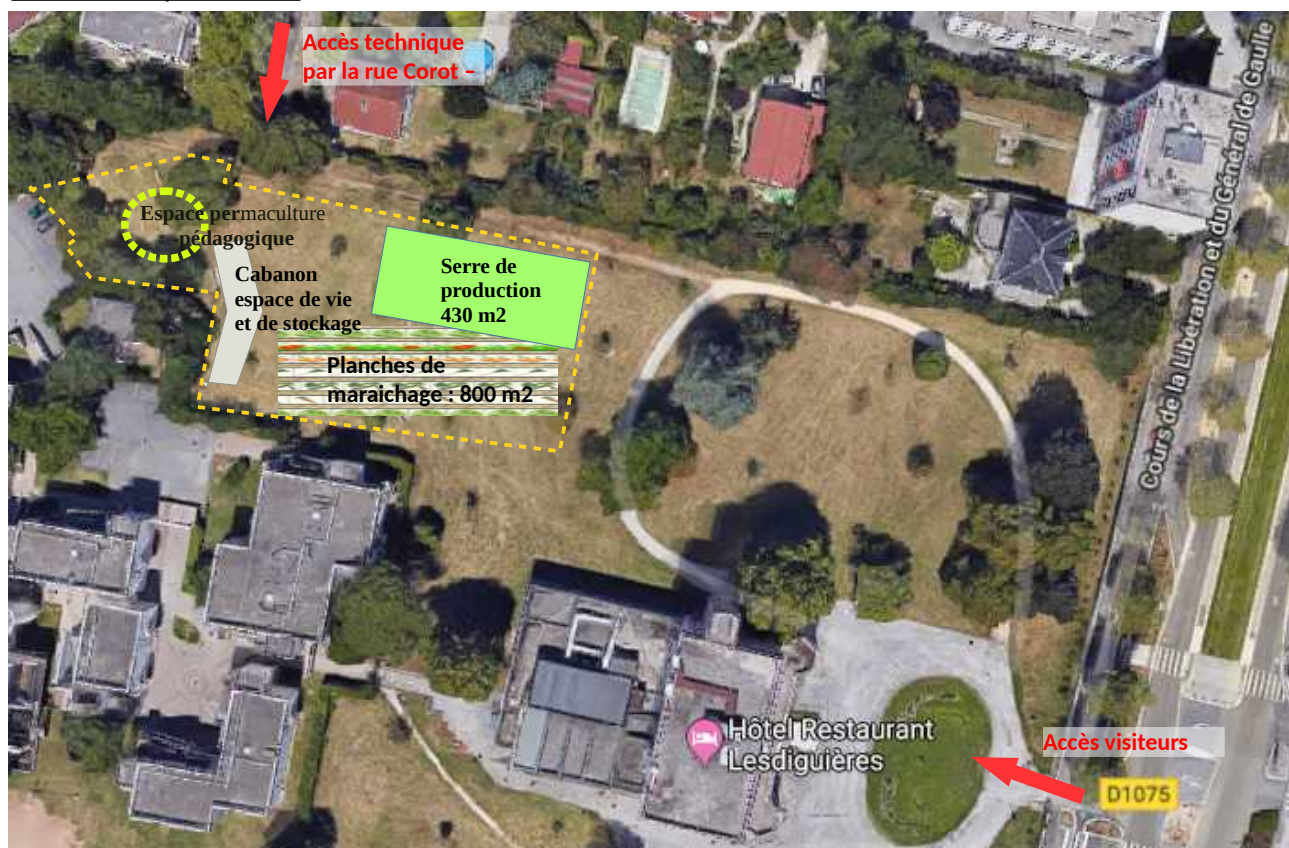 Accès technique
par la rue Corot –
Espace permaculture
-pédagogique
Cabanon
espace de vie
et de stockage
Serre de
production
430 m2
Planches de
maraichage : 800 m2
Cours de la Libération et du Général de Gaulle
Hôtel Restaurant
Lesdiguières
Accès visiteurs
D1075